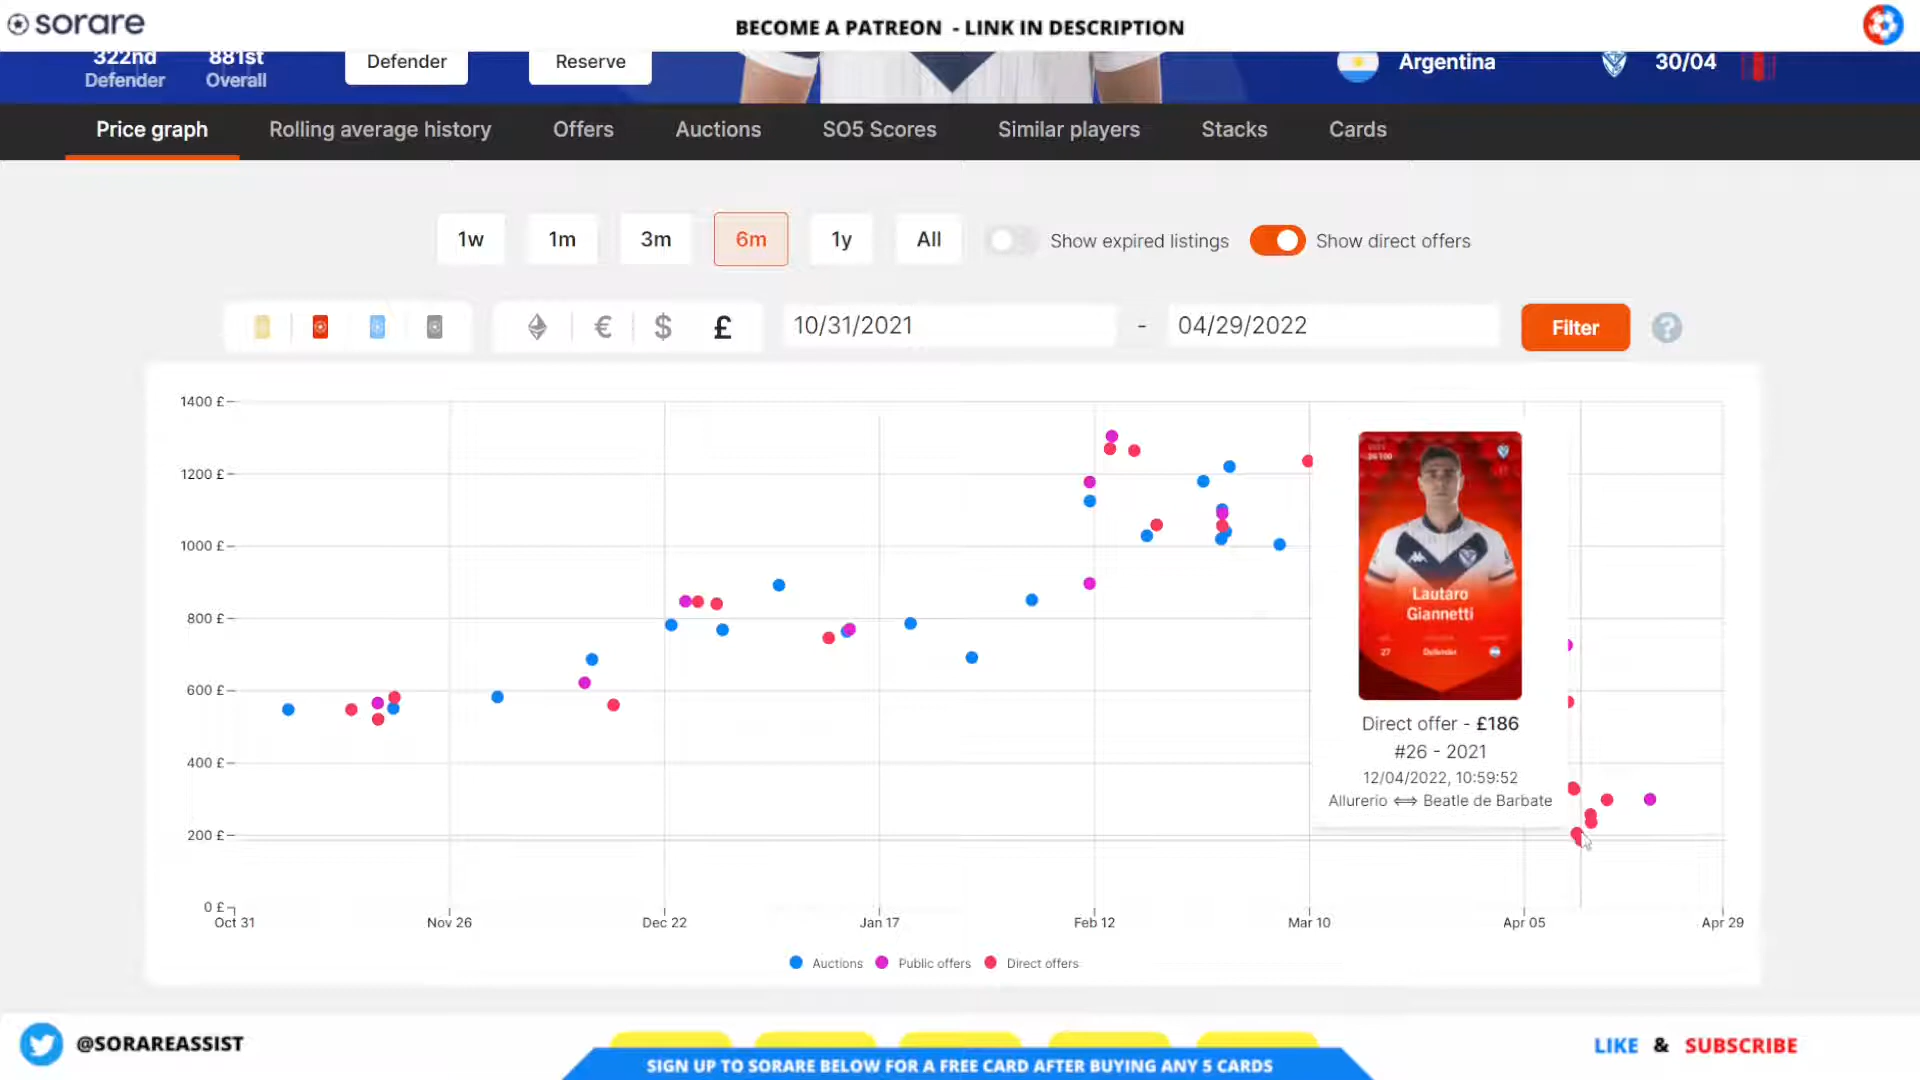 sorare
BECOME A PATREON - LINK IN DESCRIPTION
322nd
Defender
881st
Overall
Defender
Reserve
Argentina
30/04
Price graph
Rolling average history
Offers
Auctions
SO5 Scores
Similar players
Stacks
Cards
1w
1m
3m
6m
1y
All
Show expired listings
Show direct offers
€
$
£
10/31/2021
-
04/29/2022
Filter
?
1400 £
1200 £
1000 £
800 £
600 £
400 £
200 £
0 £
Lautaro
Giannetti
27
Defender
Direct offer - £186
#26 - 2021
12/04/2022, 10:59:52
Allurerio ⟺ Beatle de Barbate
Oct 31
Nov 26
Dec 22
Jan 17
Feb 12
Mar 10
Apr 05
Apr 29
Auctions
Public offers
Direct offers
@SORAREASSIST
SIGN UP TO SORARE BELOW FOR A FREE CARD AFTER BUYING ANY 5 CARDS
LIKE & SUBSCRIBE